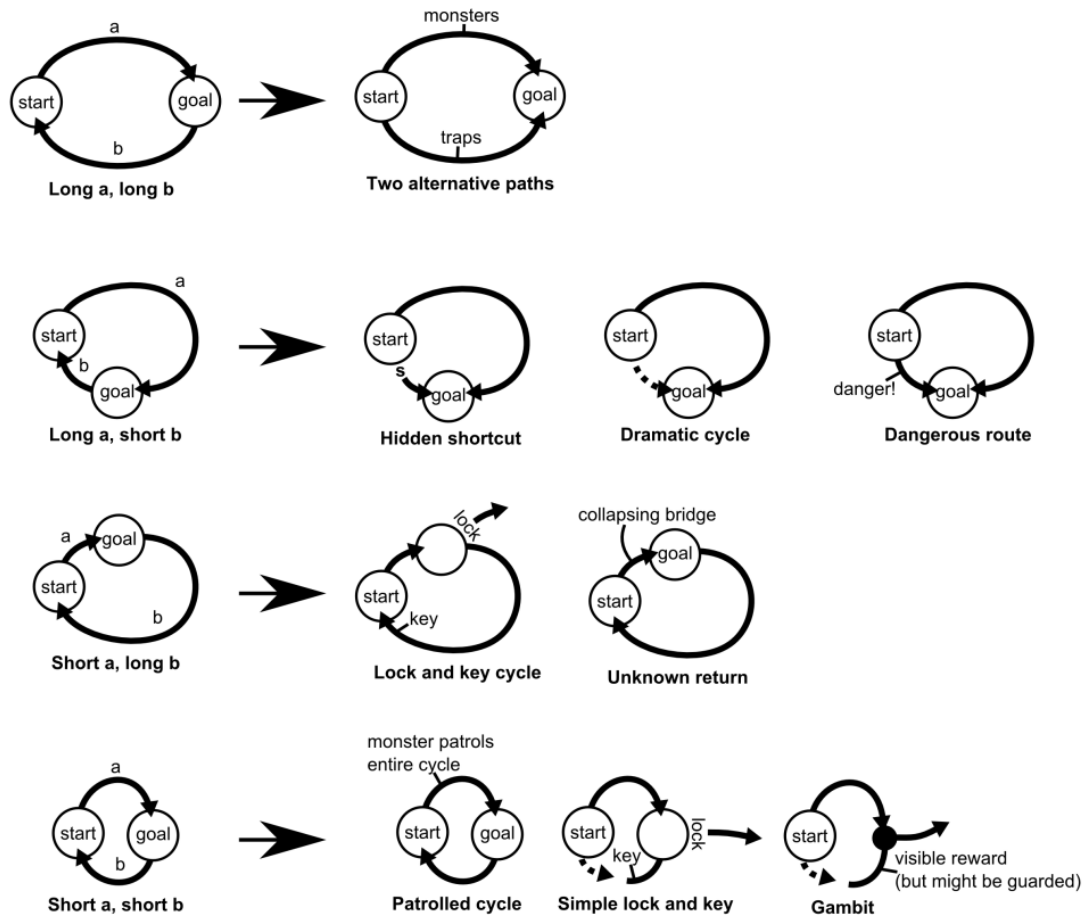 a
start
goal
b
Long a, long b
monsters
start
goal
traps
Two alternative paths
a
start
b
goal
Long a, short b
start
s
goal
Hidden shortcut
start
goal
Dramatic cycle
start
danger!
goal
Dangerous route
a
goal
start
b
Short a, long b
lock
start
key
Lock and key cycle
collapsing bridge
goal
start
Unknown return
a
start
goal
b
Short a, short b
monster patrols
entire cycle
start
goal
Patrolled cycle
start
lock
key
Simple lock and key
start
visible reward
(but might be guarded)
Gambit